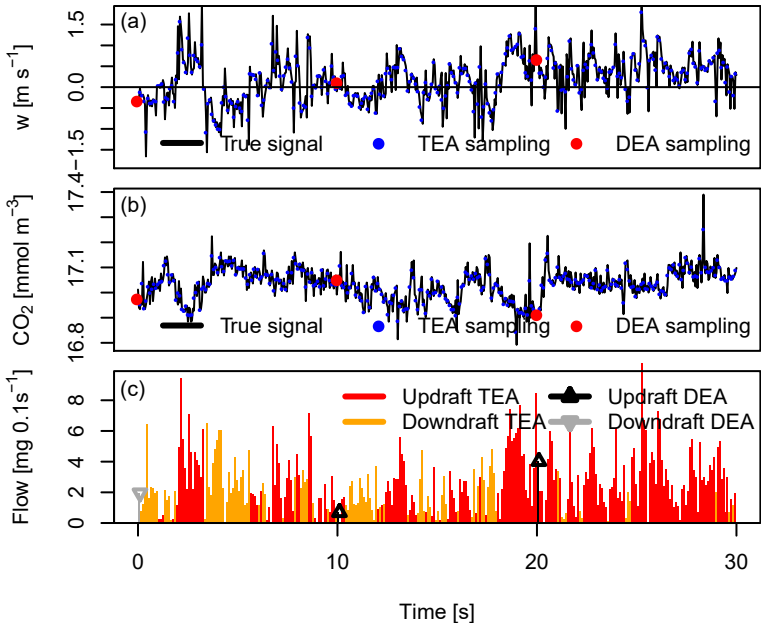 (a)
w [m s⁻¹]
1.5
0.0
−1.5
True signal TEA sampling DEA sampling
(b)
CO₂ [mmol m⁻³]
17.4
17.1
16.8
True signal TEA sampling DEA sampling
(c)
Flow [mg 0.1s⁻¹]
Updraft TEA Updraft DEA
Downdraft TEA Downdraft DEA
8
6
4
2
0
0 10 20 30
Time [s]